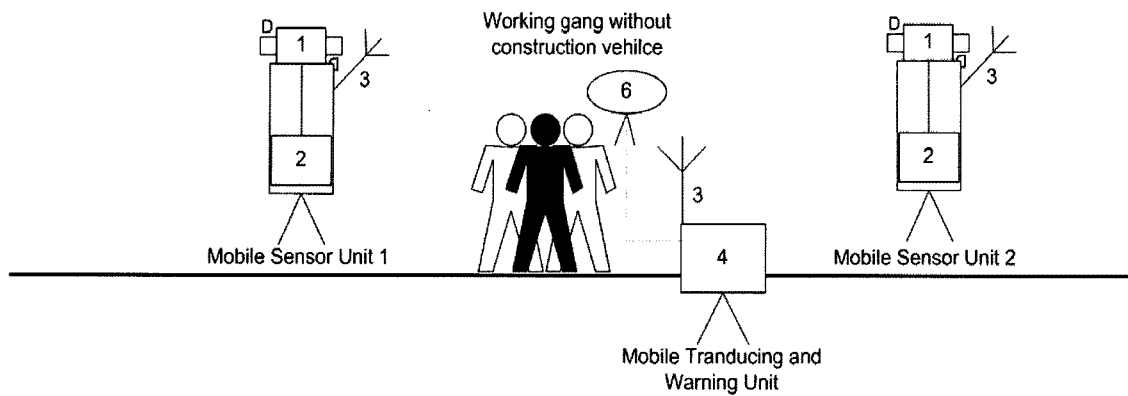 Working gang without
construction vehilce
D
1
3
2
Mobile Sensor Unit 1
6
3
4
Mobile Tranducing and
Warning Unit
D
1
3
2
Mobile Sensor Unit 2